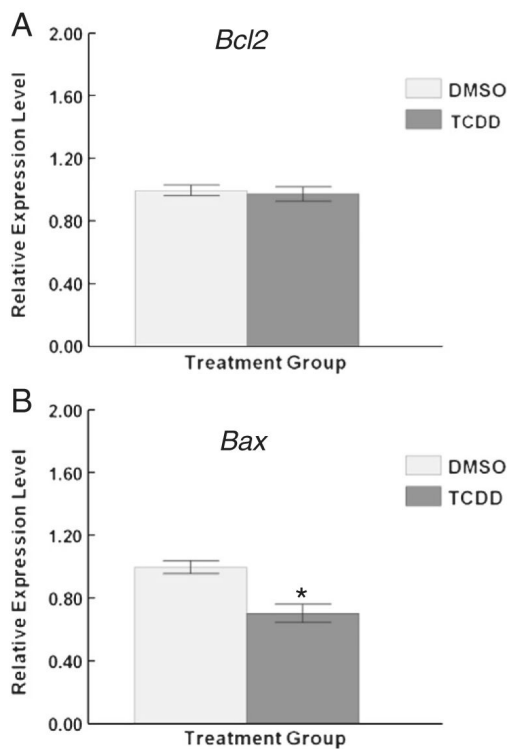 A
Bcl2
Relative Expression Level
2.00
1.60
1.20
0.80
0.40
0.00
DMSO
TCDD
Treatment Group
B
Bax
Relative Expression Level
2.00
1.60
1.20
0.80
0.40
0.00
*
DMSO
TCDD
Treatment Group